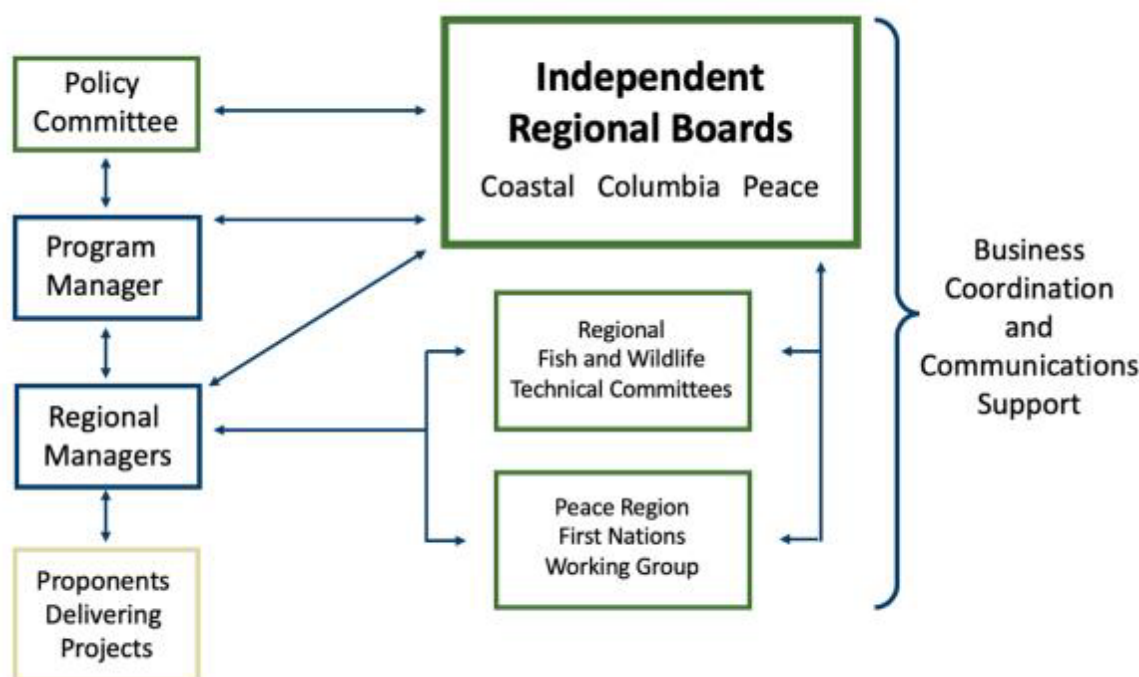 Policy
Committee
Program
Manager
Regional
Managers
Proponents
Delivering
Projects
Independent
Regional Boards
Coastal Columbia Peace
Regional
Fish and Wildlife
Technical Committees
Peace Region
First Nations
Working Group
Business
Coordination
and
Communications
Support